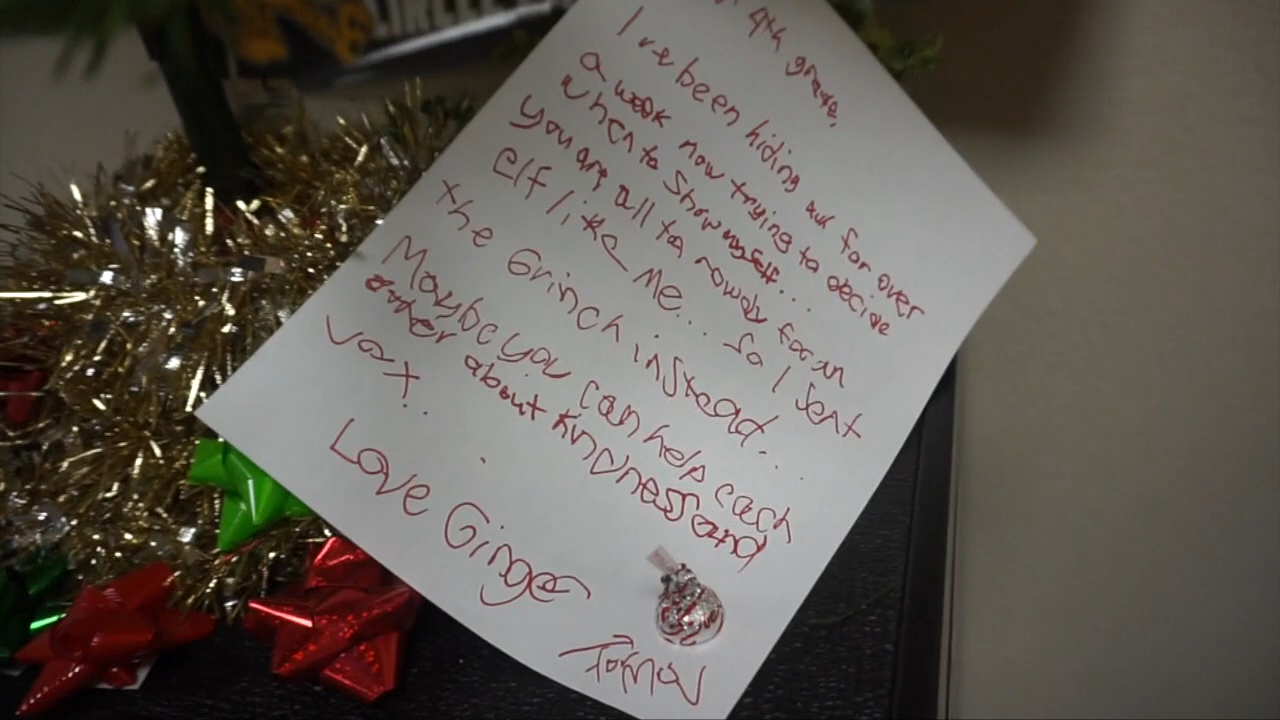 4th grade,
I've been hiding out for over
a week now trying to decide
when to show myself...
you are all to rowdy for an
elf like me... so I sent
the Grinch instead...
Maybe you can help each
other about kindness and
Love Ginger